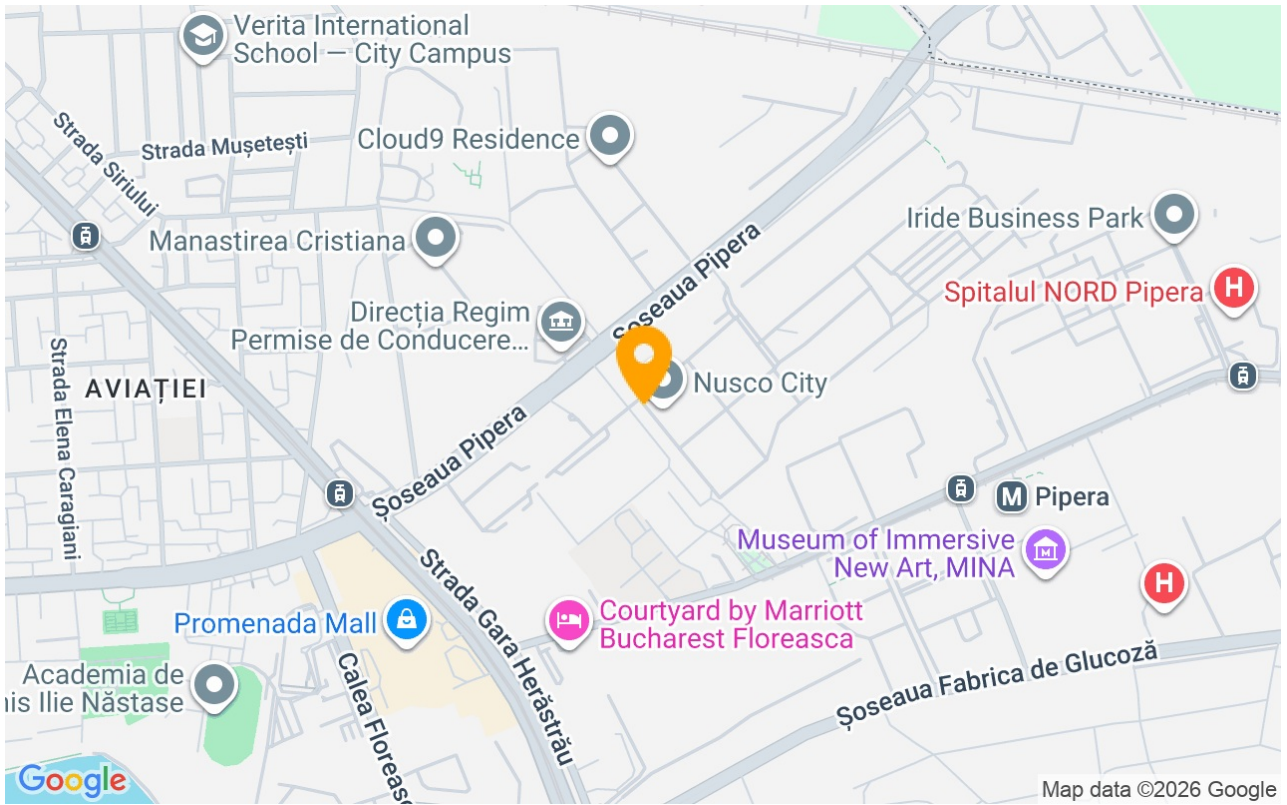 Verita International
School — City Campus
Strada Siriului
Strada Mușetești
Cloud9 Residence
Manastirea Cristiana
Iride Business Park
Șoseaua Pipera
Spitalul NORD Pipera
H
Direcția Regim
Permise de Conducere...
Strada Elena Caragiani
AVIAȚIEI
Nusco City
Șoseaua Pipera
M Pipera
Museum of Immersive
New Art, MINA
M
H
Strada Gara Herăstrău
Promenada Mall
Courtyard by Marriott
Bucharest Floreasca
Șoseaua Fabrica de Glucoză
Academia de
nis Ilie Năstase
Calea Floreasc
Google
Map data ©2026 Google